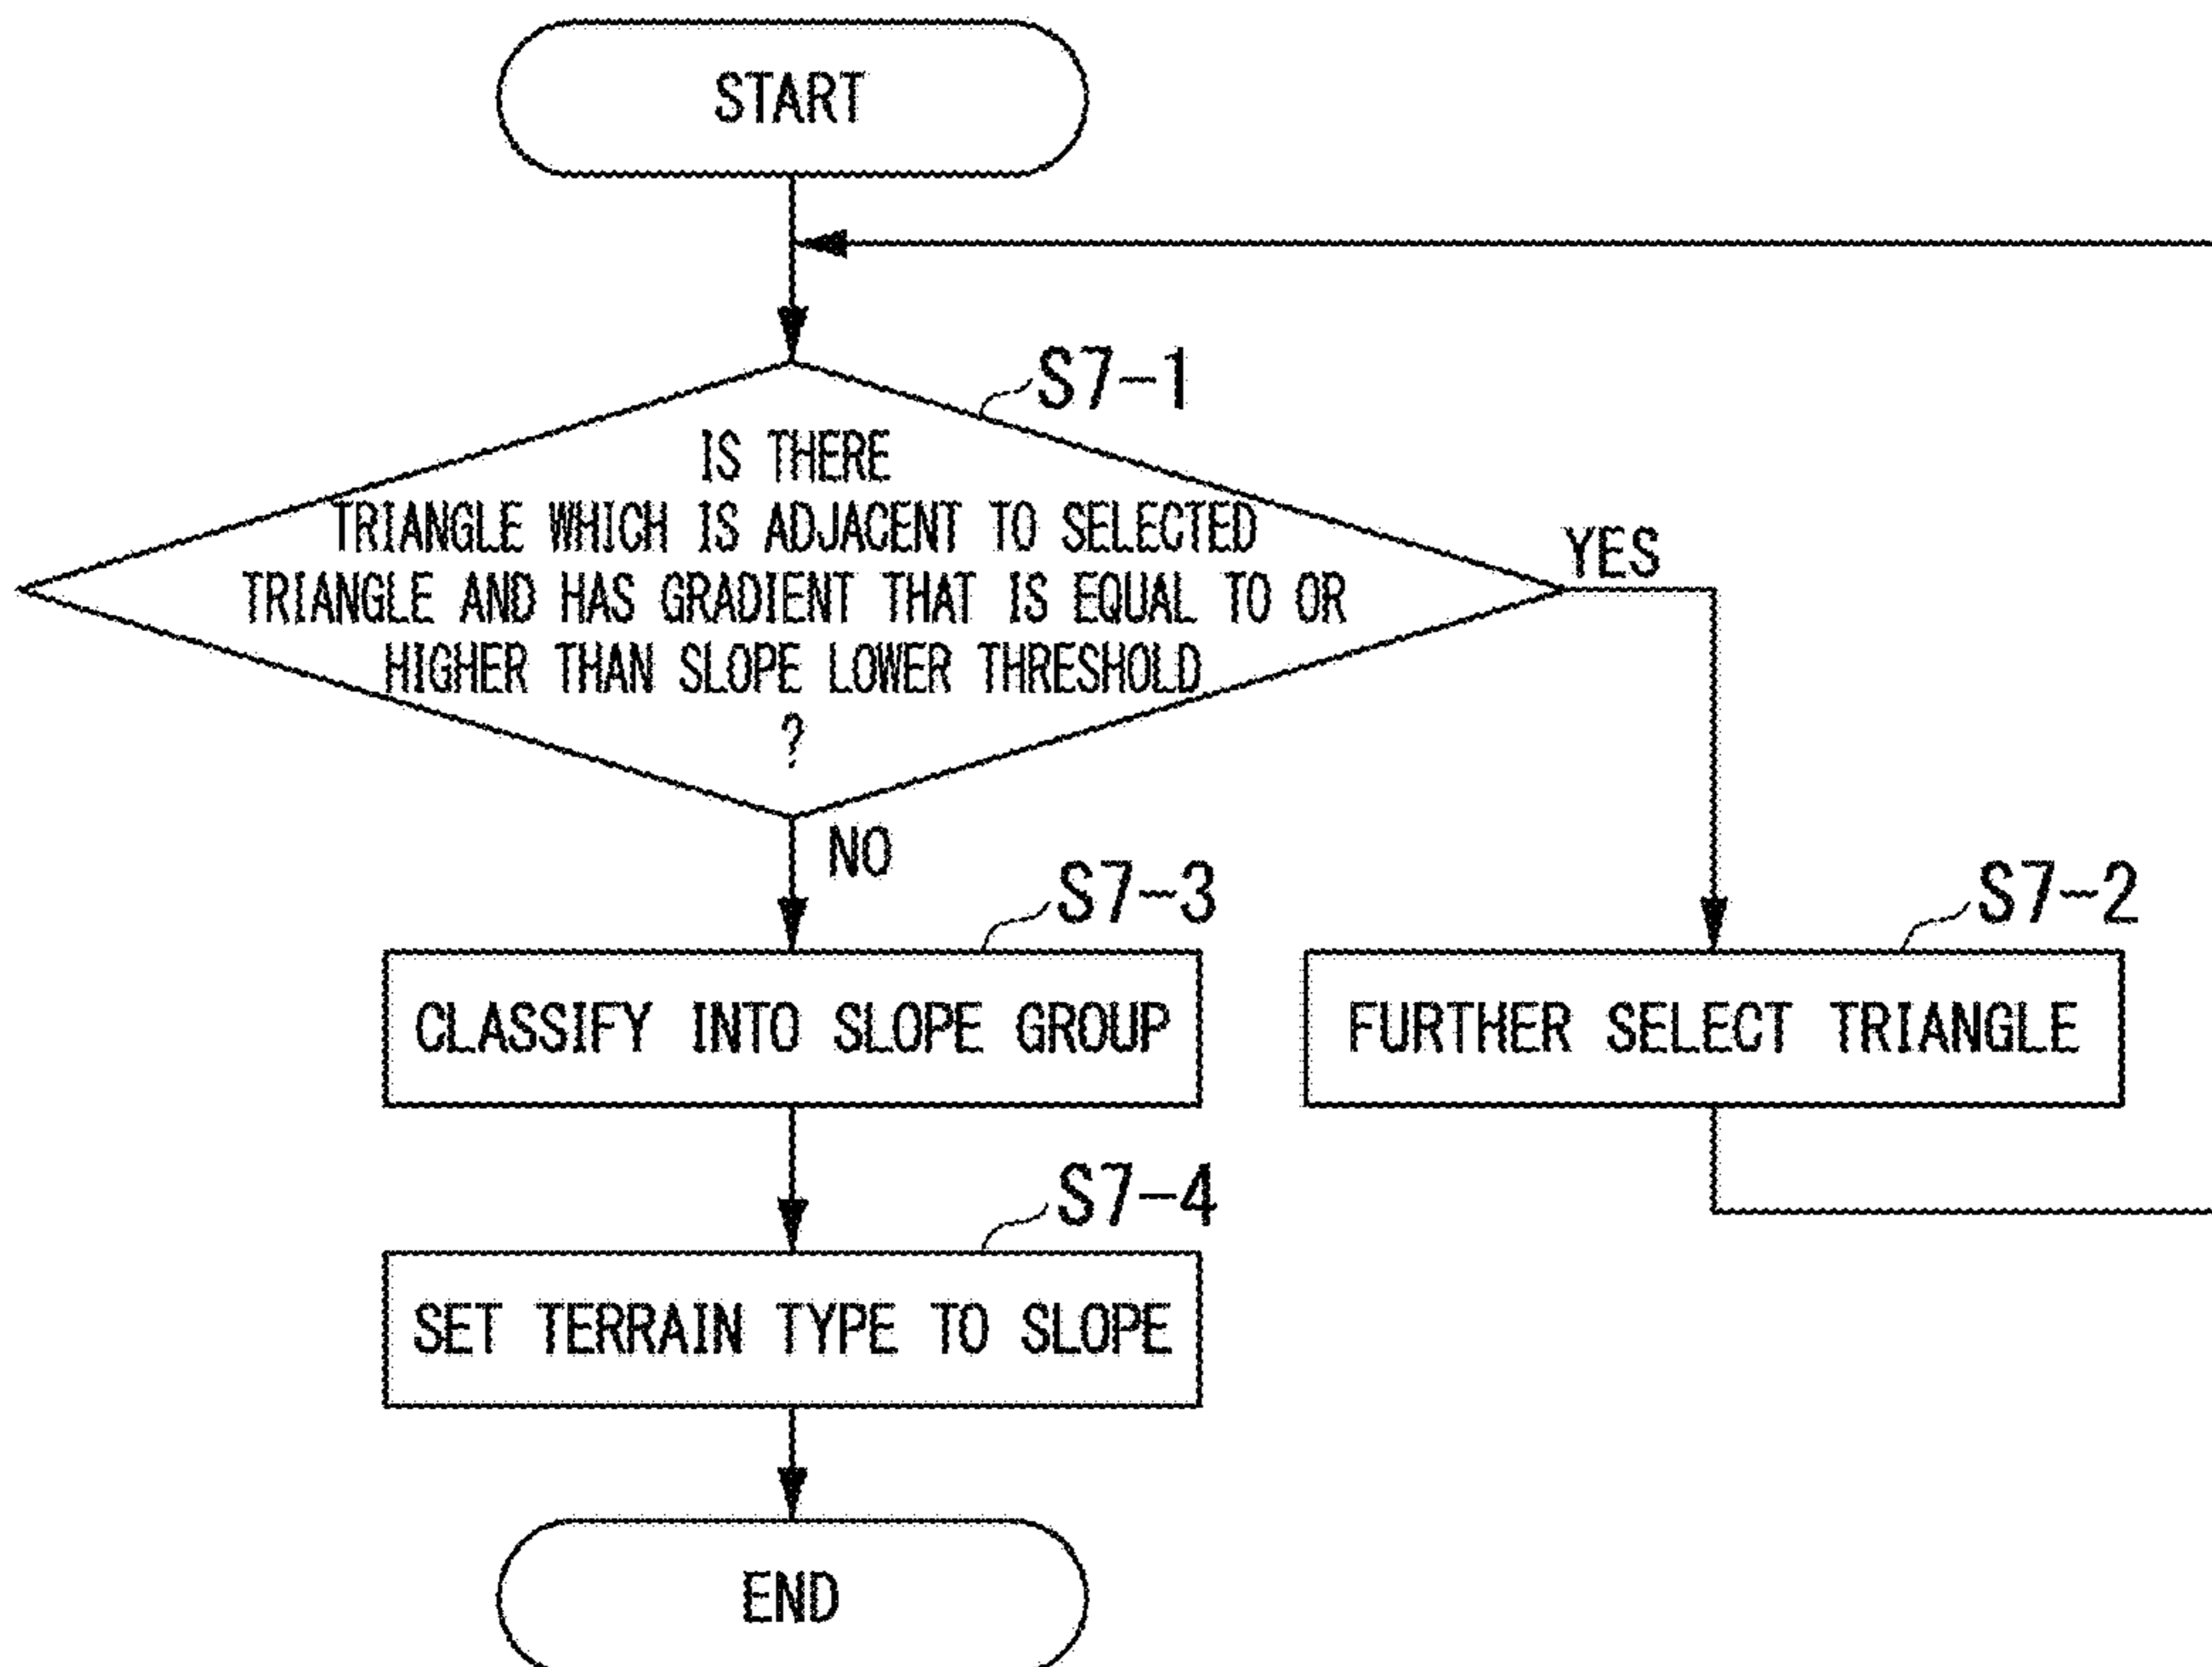 START
S7-1
IS THERE
TRIANGLE WHICH IS ADJACENT TO SELECTED
TRIANGLE AND HAS GRADIENT THAT IS EQUAL TO OR
HIGHER THAN SLOPE LOWER THRESHOLD
?
YES
NO
S7-3
CLASSIFY INTO SLOPE GROUP
S7-2
FURTHER SELECT TRIANGLE
S7-4
SET TERRAIN TYPE TO SLOPE
END